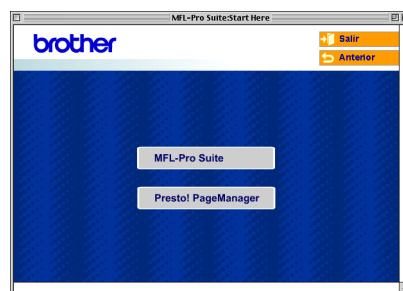 MFL-Pro Suite:Start Here
brother
Salir
Anterior
MFL-Pro Suite
Presto! PageManager